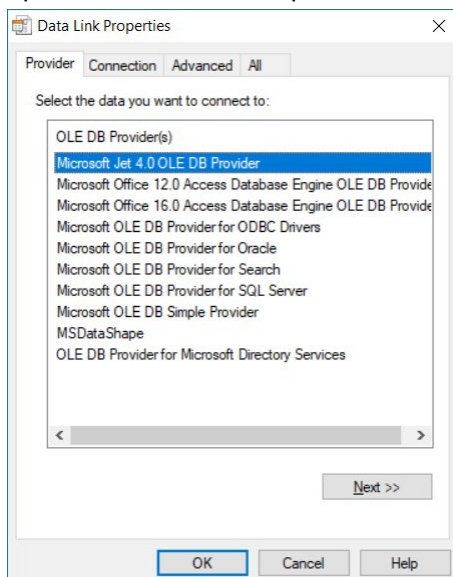 Data Link Properties
Provider Connection Advanced All
Select the data you want to connect to:
OLE DB Provider(s)
Microsoft Jet 4.0 OLE DB Provider
Microsoft Office 12.0 Access Database Engine OLE DB Provide
Microsoft Office 16.0 Access Database Engine OLE DB Provide
Microsoft OLE DB Provider for ODBC Drivers
Microsoft OLE DB Provider for Oracle
Microsoft OLE DB Provider for Search
Microsoft OLE DB Provider for SQL Server
Microsoft OLE DB Simple Provider
MSDataShape
OLE DB Provider for Microsoft Directory Services
Next >>
OK Cancel Help